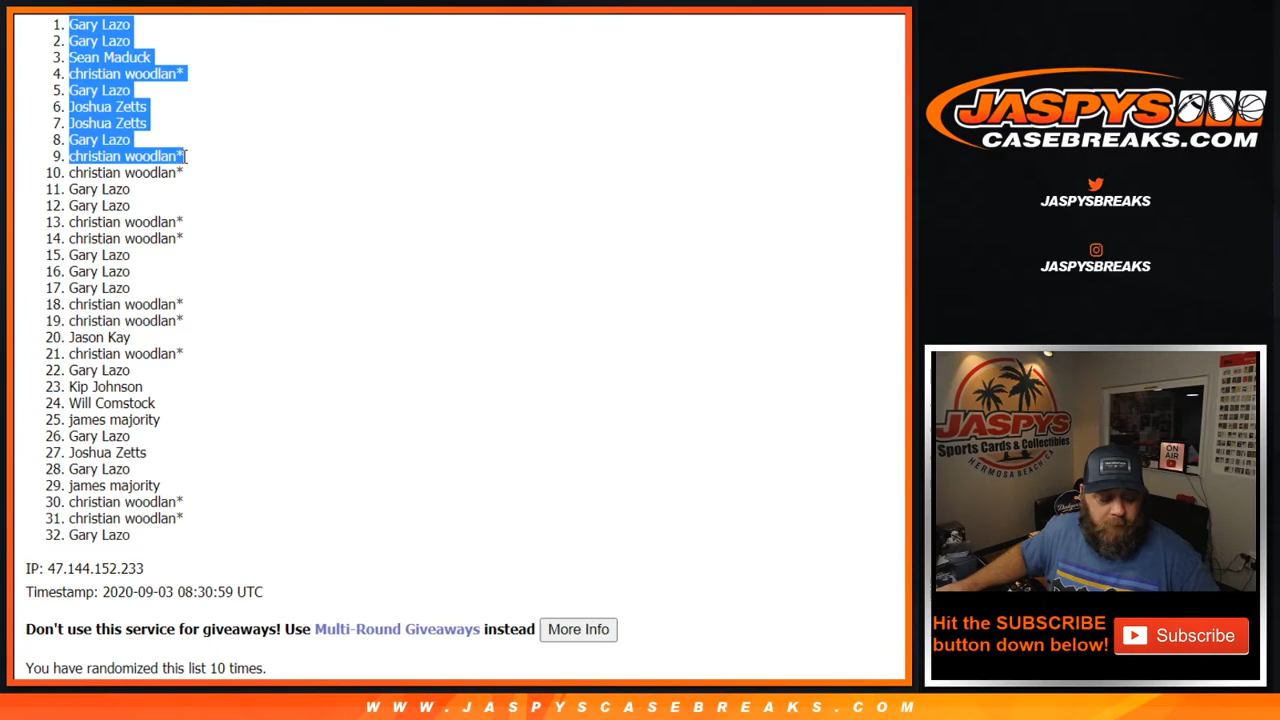 1. Gary Lazo
2. Gary Lazo
3. Sean Maduck
4. christian woodlan*
5. Gary Lazo
6. Joshua Zetts
7. Joshua Zetts
8. Gary Lazo
9. christian woodlan*
10. christian woodlan*
11. Gary Lazo
12. Gary Lazo
13. christian woodlan*
14. christian woodlan*
15. Gary Lazo
16. Gary Lazo
17. Gary Lazo
18. christian woodlan*
19. christian woodlan*
20. Jason Kay
21. christian woodlan*
22. Gary Lazo
23. Kip Johnson
24. Will Comstock
25. james majority
26. Gary Lazo
27. Joshua Zetts
28. Gary Lazo
29. james majority
30. christian woodlan*
31. christian woodlan*
32. Gary Lazo
IP: 47.144.152.233
Timestamp: 2020-09-03 08:30:59 UTC
Don't use this service for giveaways! Use Multi-Round Giveaways instead More Info
You have randomized this list 10 times.
JASPYS
CASEBREAKS.COM
JASPYSBREAKS
JASPYSBREAKS
JASPYS
Sports Cards & Collectibles
HERMOSA BEACH, CA
ON
AIR
Dodgers
Hit the SUBSCRIBE
button down below!
Subscribe
WWW.JASPYSCASEBREAKS.COM